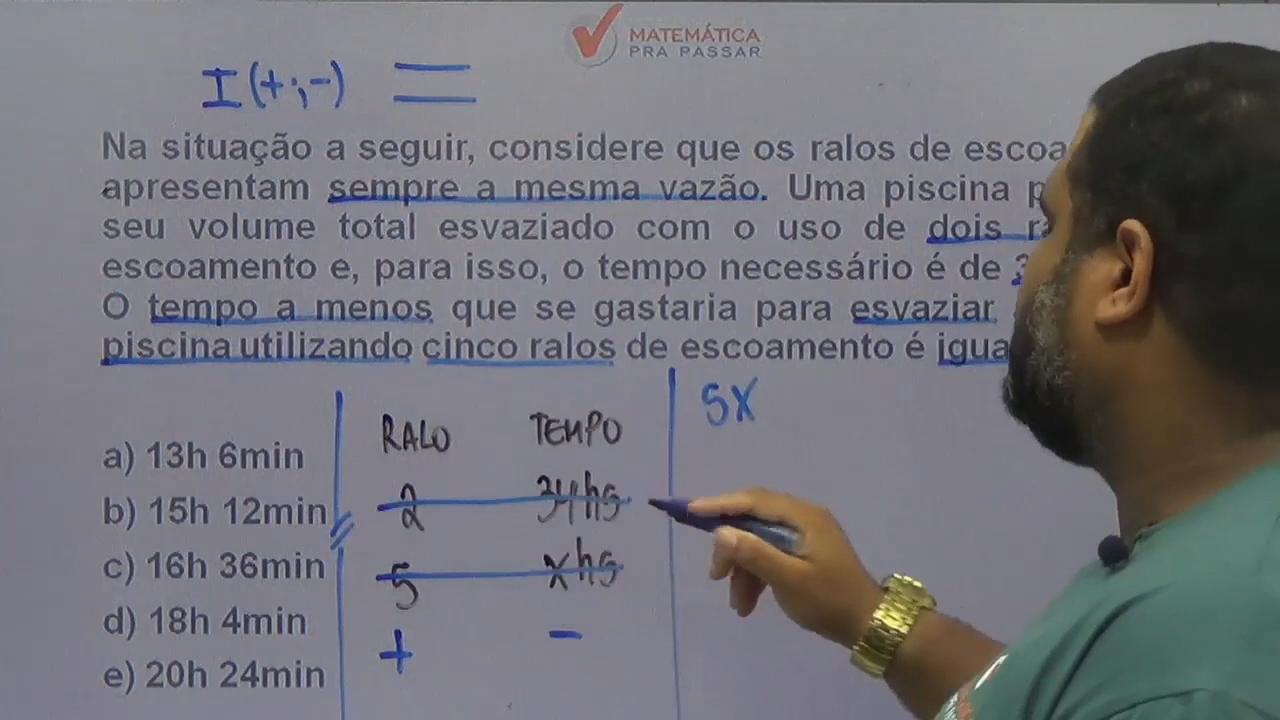 MATEMÁTICA
PRA PASSAR
I (+;-) =
Na situação a seguir, considere que os ralos de escoa
apresentam sempre a mesma vazão. Uma piscina p
seu volume total esvaziado com o uso de dois ra
escoamento e, para isso, o tempo necessário é de 3
O tempo a menos que se gastaria para esvaziar
piscina utilizando cinco ralos de escoamento é igua
a) 13h 6min
b) 15h 12min
c) 16h 36min
d) 18h 4min
e) 20h 24min
RALO TEMPO
2 34hs
5 xhs
+ -
5X